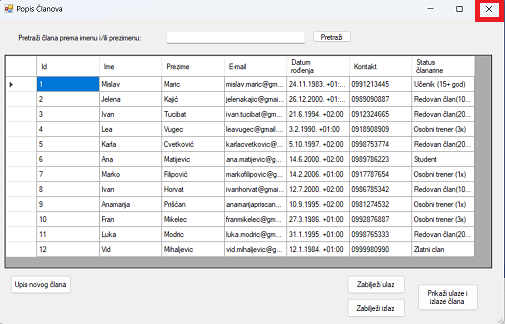 Popis Članova
Pretraži člana prema imenu i/ili prezimenu:
Pretraži
Id Ime Prezime E-mail Datum rođenja Kontakt Status članarine
1 Mislav Maric mislav.maric@g... 24.11.1983. +01:... 0991213445 Učenik (15+ god)
2 Jelena Kajić jelenakajic@gm... 26.12.2000. +01:... 0989090887 Redovan član(10...
3 Ivan Tucibat ivan.tucibat@gm... 21.6.1994. +02:00 0912324665 Redovan član(10...
4 Lea Vugec leavugec@gmail.... 3.2.1990. +01:00 0918908909 Osobni trener (3x)
5 Karla Cvetković karlacvetkovic... 5.10.1997. +02:00 0998753774 Redovan član(20...
6 Ana Matijevic ana.matijevic@... 14.6.2000. +02:00 0989786223 Student
7 Marko Filipović markofilipovic@... 14.2.2006. +01:00 0917787654 Osobni trener (1x)
8 Ivan Horvat ivanhorvat@gmai... 12.7.2000. +02:00 0986785342 Redovan član(10...
9 Anamarija Prišćan anamarijapriscan... 10.9.1995. +02:00 0981274532 Osobni trener (1x)
10 Fran Mikelec franmikelec@gm... 27.3.1986. +01:00 0992876887 Osobni trener (3x)
11 Luka Modric luka.modric@gm... 31.1.1995. +01:00 0998765333 Redovan član(20...
12 Vid Mihaljevic vid.mihaljevic@g... 12.1.1984. +01:00 0999980990 Zlatni clan
Upis novog člana
Zabilježi ulaz
Zabilježi izlaz
Prikaži ulaze i
izlaze člana